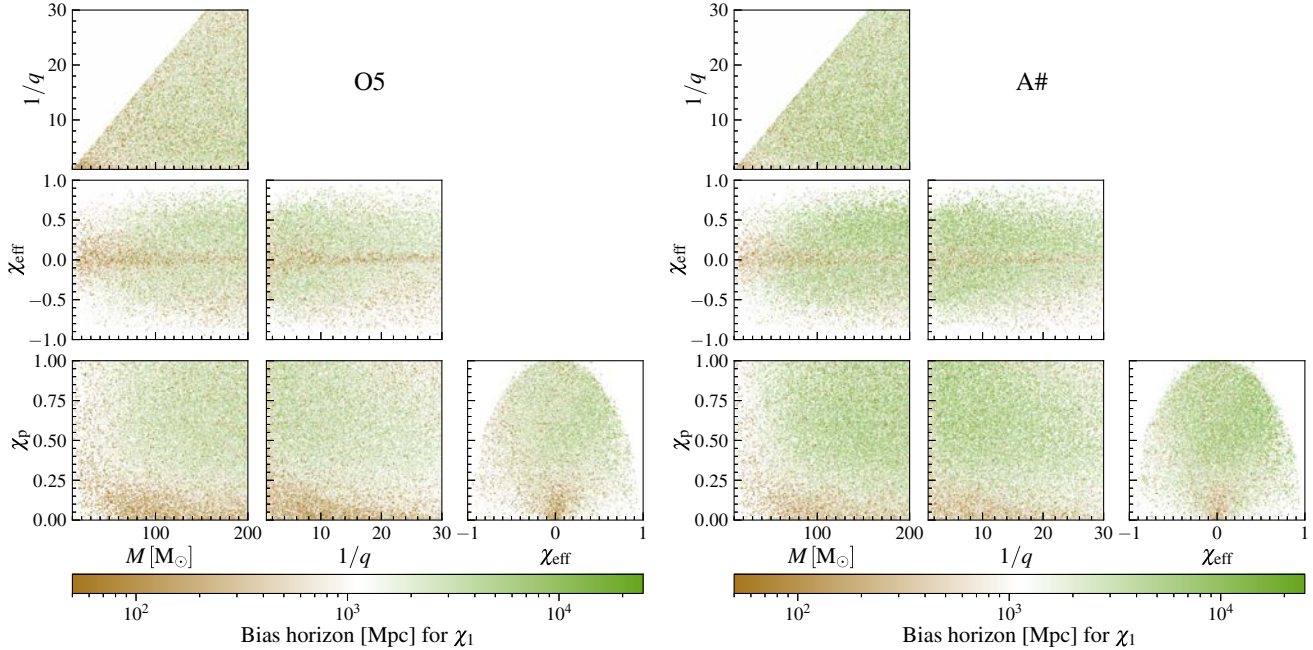 30
20
10
1/q
O5
1.0
0.5
0.0
−0.5
−1.0
χeff
1.00
0.75
0.50
0.25
0.00
χp
100 200
10 20 30
−1 0 1
M [M⊙] 1/q χeff
10² 10³ 10⁴
Bias horizon [Mpc] for χ₁
30
20
10
1/q
A#
1.0
0.5
0.0
−0.5
−1.0
χeff
1.00
0.75
0.50
0.25
0.00
χp
100 200
10 20 30
−1 0 1
M [M⊙] 1/q χeff
10² 10³ 10⁴
Bias horizon [Mpc] for χ₁